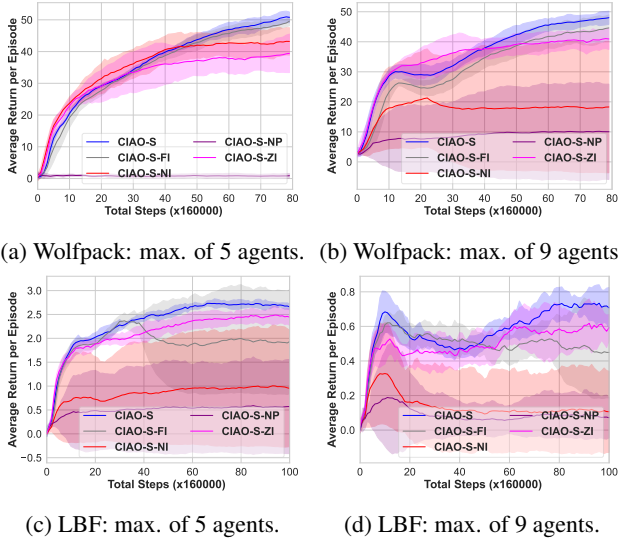 Average Return per Episode
50
40
30
20
10
0
CIAO-S
CIAO-S-FI
CIAO-S-NI
CIAO-S-NP
CIAO-S-ZI
0 10 20 30 40 50 60 70 80
Total Steps (x160000)
(a) Wolfpack: max. of 5 agents.
Average Return per Episode
50
40
30
20
10
0
CIAO-S
CIAO-S-FI
CIAO-S-NI
CIAO-S-NP
CIAO-S-ZI
0 10 20 30 40 50 60 70 80
Total Steps (x160000)
(b) Wolfpack: max. of 9 agents
Average Return per Episode
3.0
2.5
2.0
1.5
1.0
0.5
0.0
−0.5
CIAO-S
CIAO-S-FI
CIAO-S-NI
CIAO-S-NP
CIAO-S-ZI
0 20 40 60 80 100
Total Steps (x160000)
(c) LBF: max. of 5 agents.
Average Return per Episode
0.8
0.6
0.4
0.2
0.0
CIAO-S
CIAO-S-FI
CIAO-S-NI
CIAO-S-NP
CIAO-S-ZI
0 20 40 60 80 100
Total Steps (x160000)
(d) LBF: max. of 9 agents.